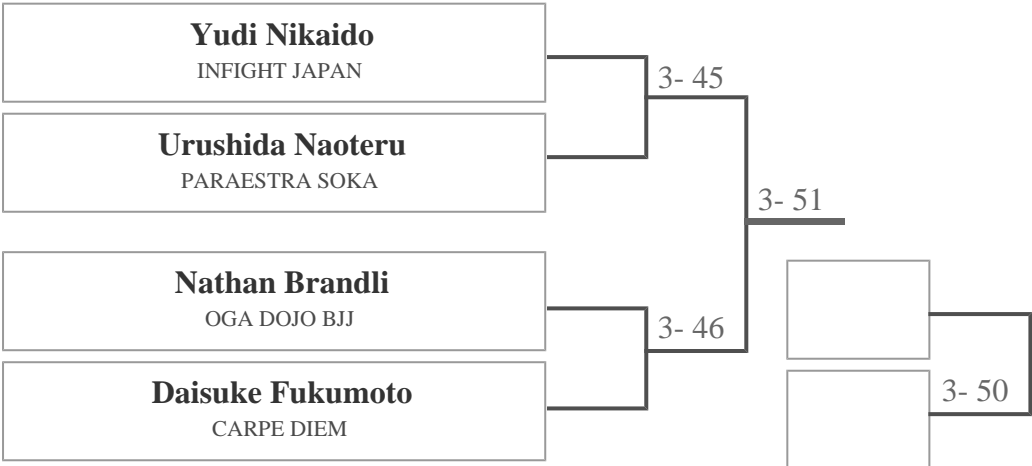 Yudi Nikaido
INFIGHT JAPAN
3- 45
Urushida Naoteru
PARAESTRA SOKA
3- 51
Nathan Brandli
OGA DOJO BJJ
3- 46
Daisuke Fukumoto
CARPE DIEM
3- 50